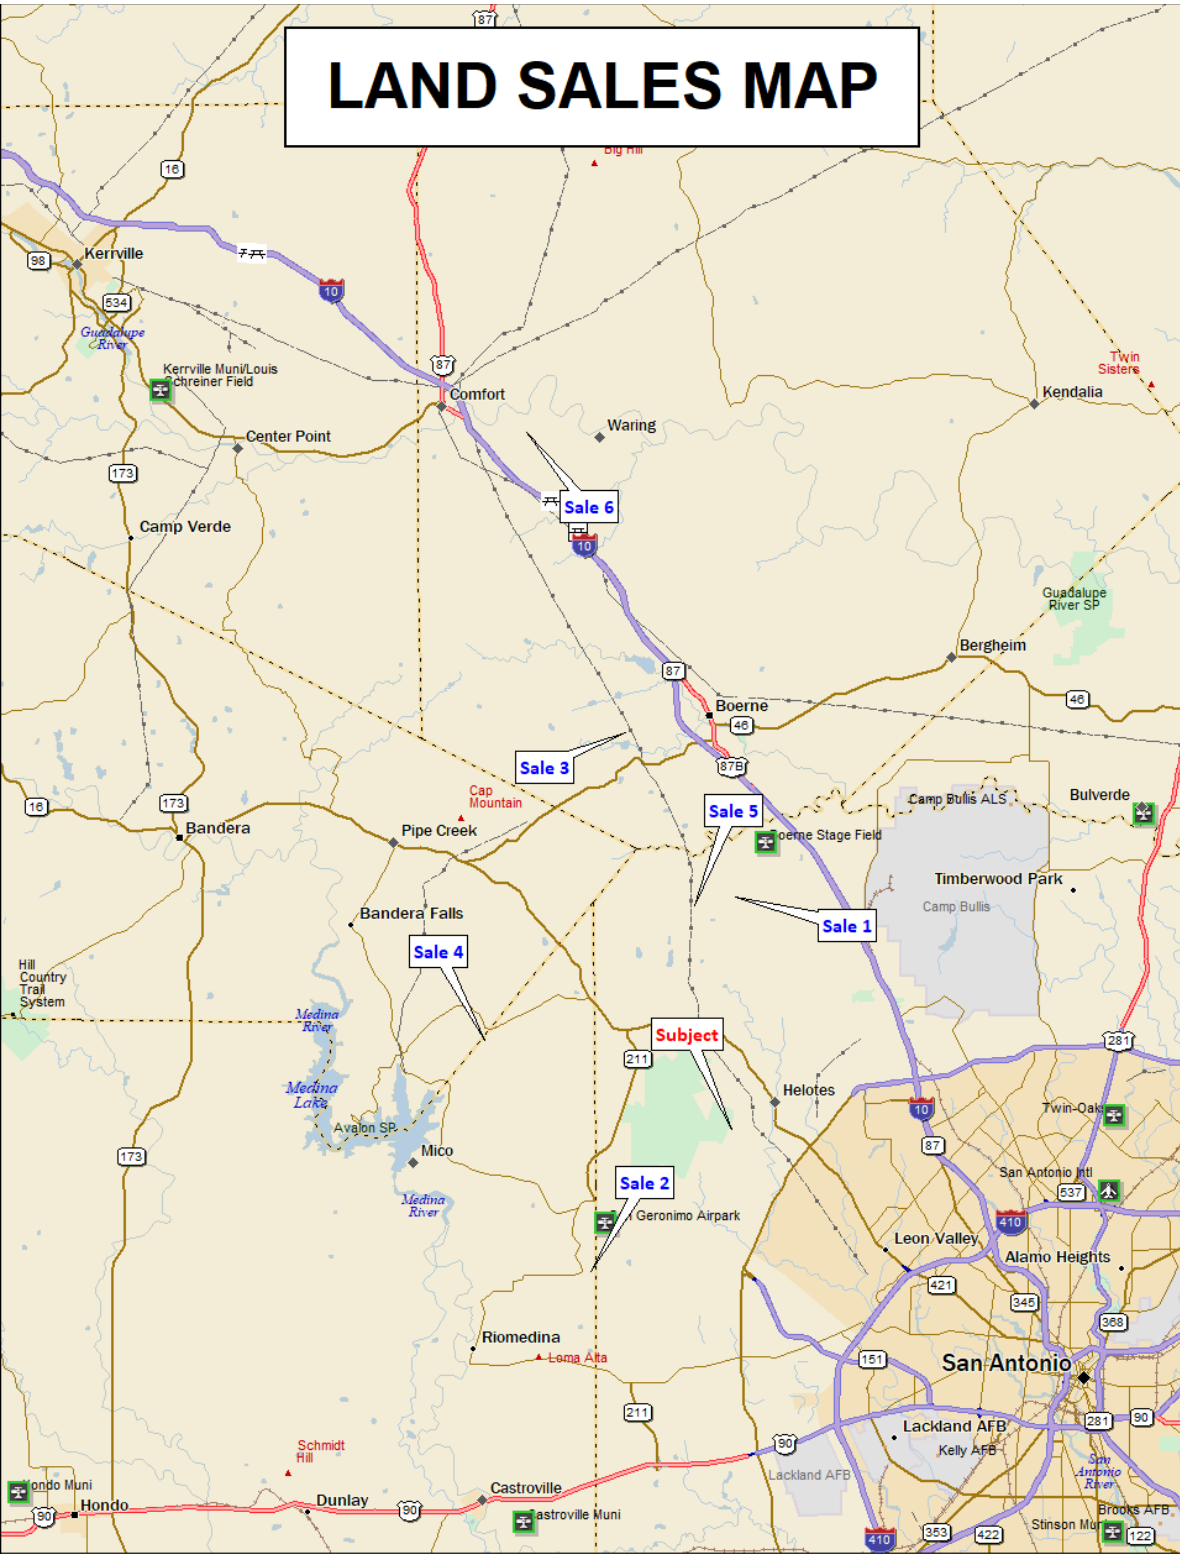 87
LAND SALES MAP
Big Hill
16
98
Kerrville
10
534
Guadalupe
River
Kerrville Muni/Louis
Schreiner Field
87
Twin
Sisters
Comfort
Kendalia
Waring
Center Point
173
Sale 6
Camp Verde
10
Guadalupe
River SP
Bergheim
87
46
Boerne
46
Sale 3
87B
Cap
Mountain
16
173
Bandera
Pipe Creek
Sale 5
Boerne Stage Field
Camp Bullis ALS
Bulverde
Timberwood Park
Camp Bullis
Bandera Falls
Sale 1
Sale 4
Hill
Country
Trail
System
Medina
River
Subject
211
281
Medina
Lake
Helotes
10
Twin-Oaks
Avalon SP
Mico
173
87
San Antonio Intl
537
Sale 2
Medina
River
Geronimo Airpark
410
Leon Valley
Alamo Heights
421
345
368
Riomedina
Loma Alta
151
San Antonio
211
281
90
Lackland AFB
Kelly AFB
90
Schmidt
Hill
Lackland AFB
San
Antonio
River
Hondo Muni
90
Hondo
Dunlay
90
Castroville
Castroville Muni
410
353
422
Brooks AFB
Stinson Mun
122